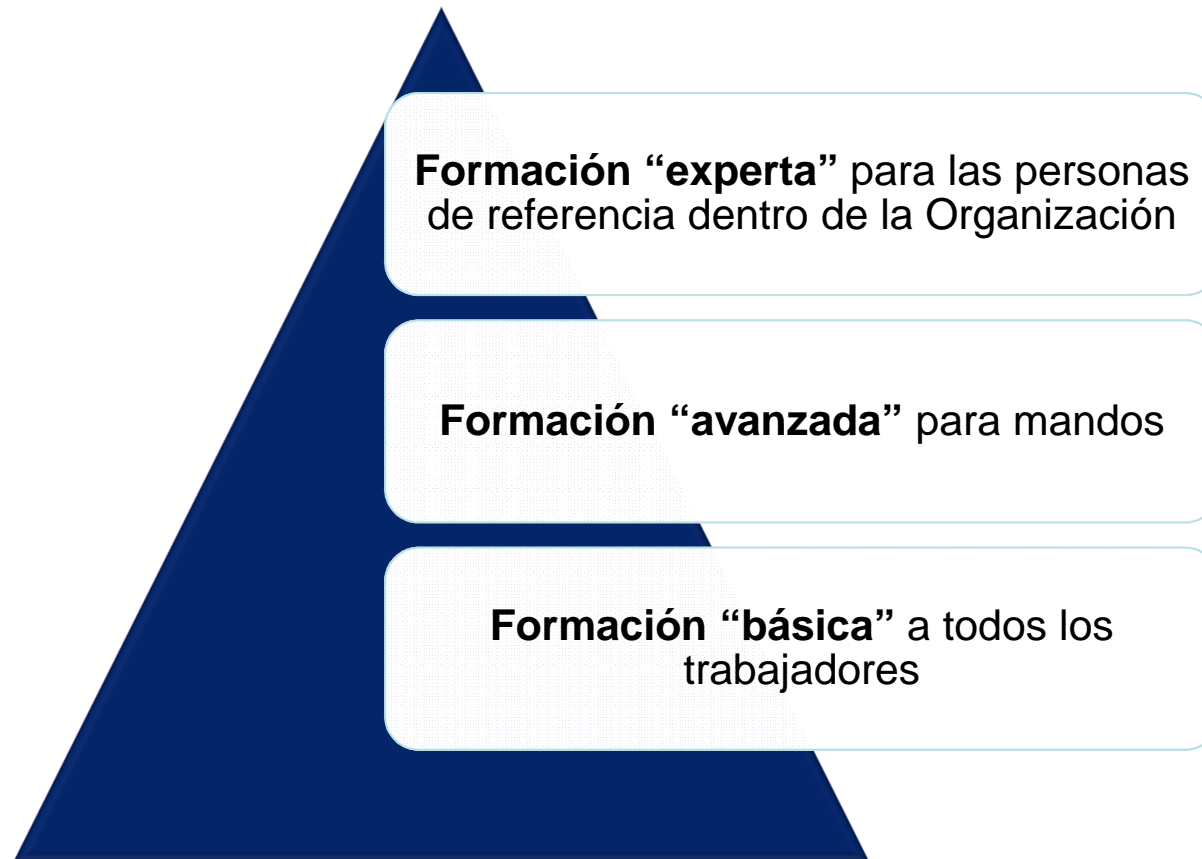 Formación “experta” para las personas
de referencia dentro de la Organización
Formación “avanzada” para mandos
Formación “básica” a todos los
trabajadores